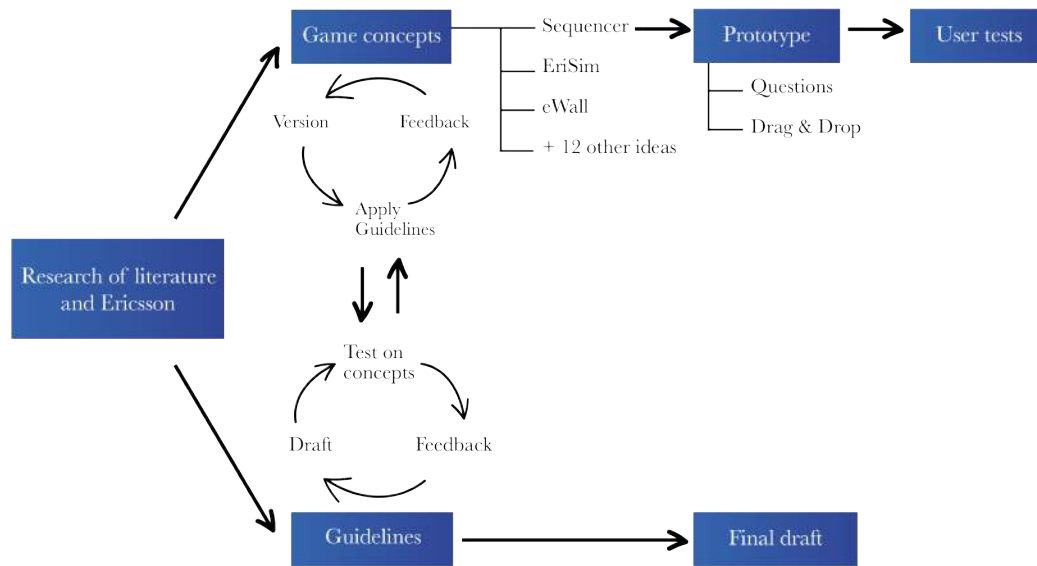 Game concepts
Sequencer
Prototype
User tests
EriSim
eWall
+ 12 other ideas
Questions
Drag & Drop
Version
Feedback
Apply
Guidelines
Research of literature
and Ericsson
Test on
concepts
Draft
Feedback
Guidelines
Final draft